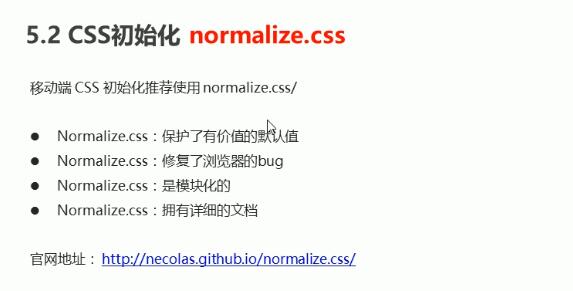 5.2 CSS初始化 normalize.css
移动端 CSS 初始化推荐使用 normalize.css/
● Normalize.css：保护了有价值的默认值
● Normalize.css：修复了浏览器的bug
● Normalize.css：是模块化的
● Normalize.css：拥有详细的文档
官网地址： http://necolas.github.io/normalize.css/